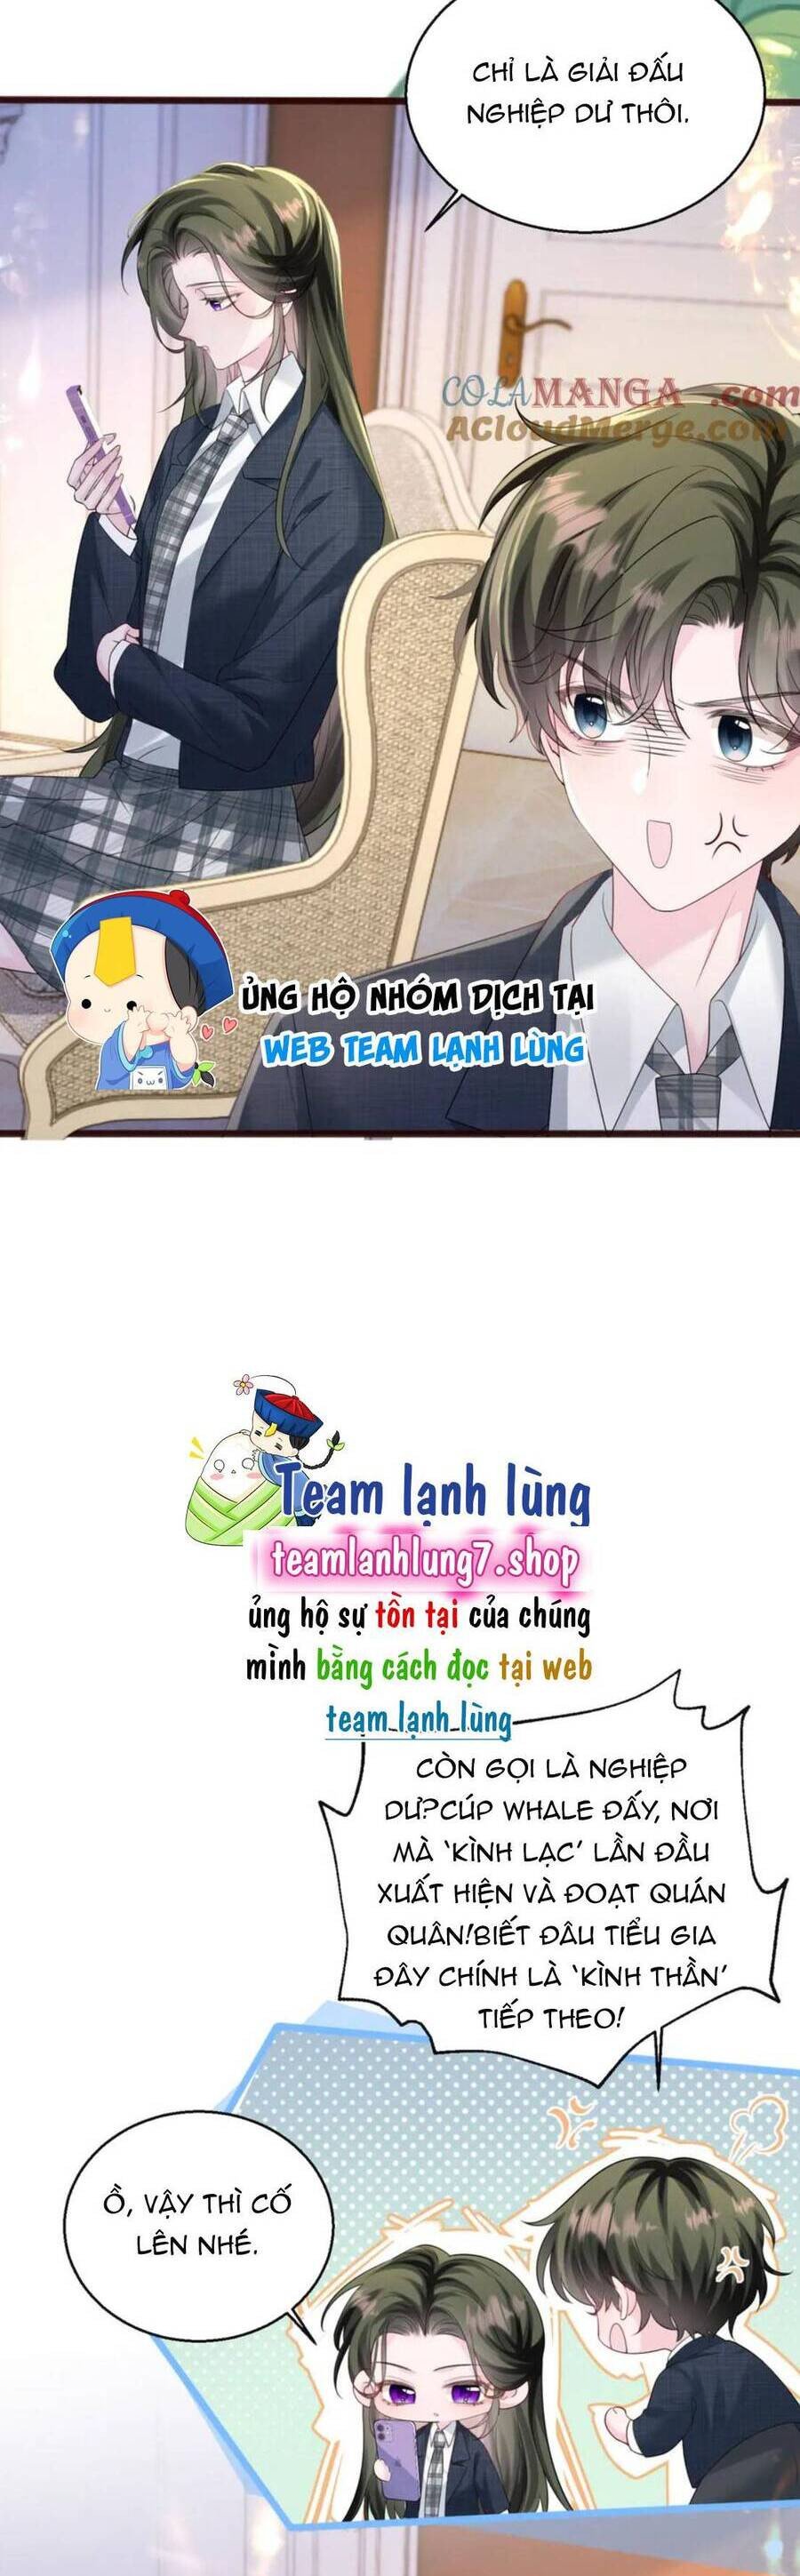 CHỈ LÀ GIẢI ĐẤU
NGHIỆP DƯ THÔI.
COLAMANGA.com
ACloudMerge.com
ỦNG HỘ NHÓM DỊCH TẠI
WEB TEAM LẠNH LÙNG
Team lạnh lùng
teamlanhlung7.shop
ủng hộ sự tồn tại của chúng
mình bằng cách đọc tại web
team lạnh lùng
CÒN GỌI LÀ NGHIỆP
DƯ?CÚP WHALE ĐẤY, NƠI
MÀ ‘KÌNH LẠC’ LẦN ĐẦU
XUẤT HIỆN VÀ ĐOẠT QUÁN
QUÂN!BIẾT ĐÂU TIỂU GIA
ĐÂY CHÍNH LÀ ‘KÌNH THẦN’
TIẾP THEO!
Ồ, VẬY THÌ CỐ
LÊN NHÉ.